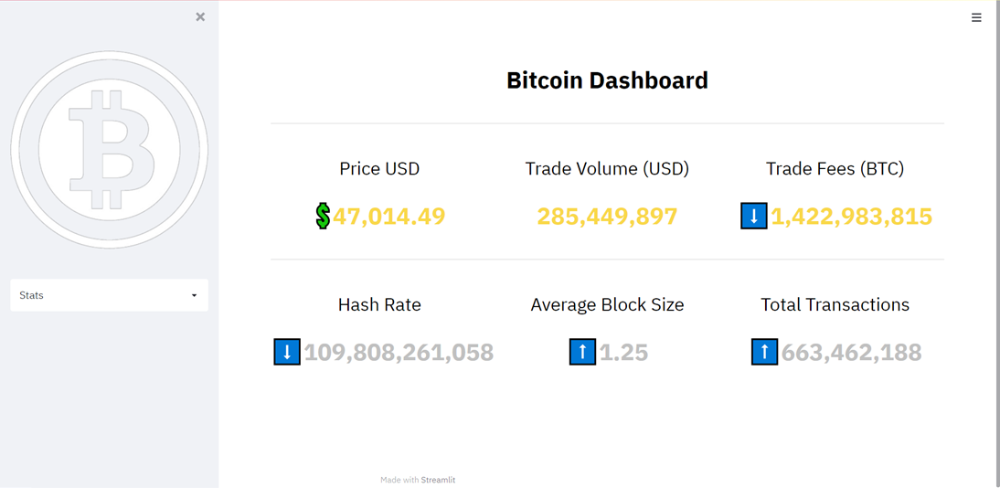 Bitcoin Dashboard
Price USD
Trade Volume (USD)
Trade Fees (BTC)
$47,014.49
285,449,897
↓ 1,422,983,815
Stats
Hash Rate
Average Block Size
Total Transactions
↓ 109,808,261,058
↑ 1.25
↑ 663,462,188
Made with Streamlit